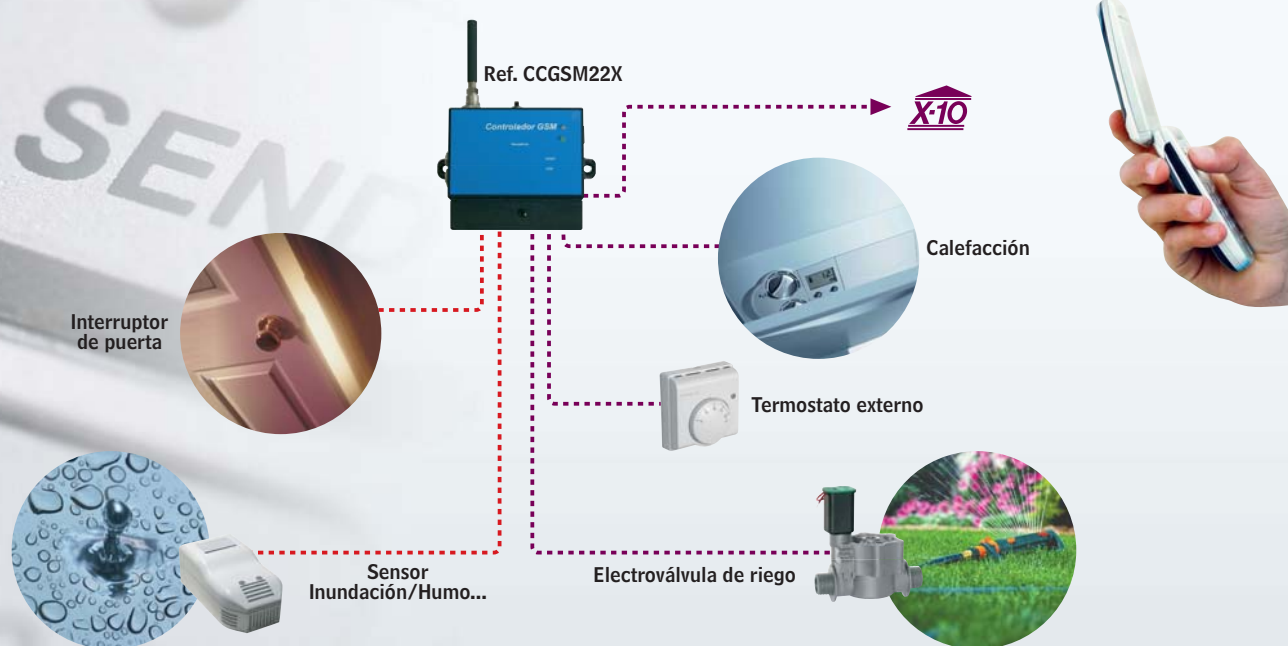 SEND
Ref. CCGSM22X
Controlador GSM
X-10
Calefacción
Interruptor
de puerta
Termostato externo
Sensor
Inundación/Humo...
Electroválvula de riego